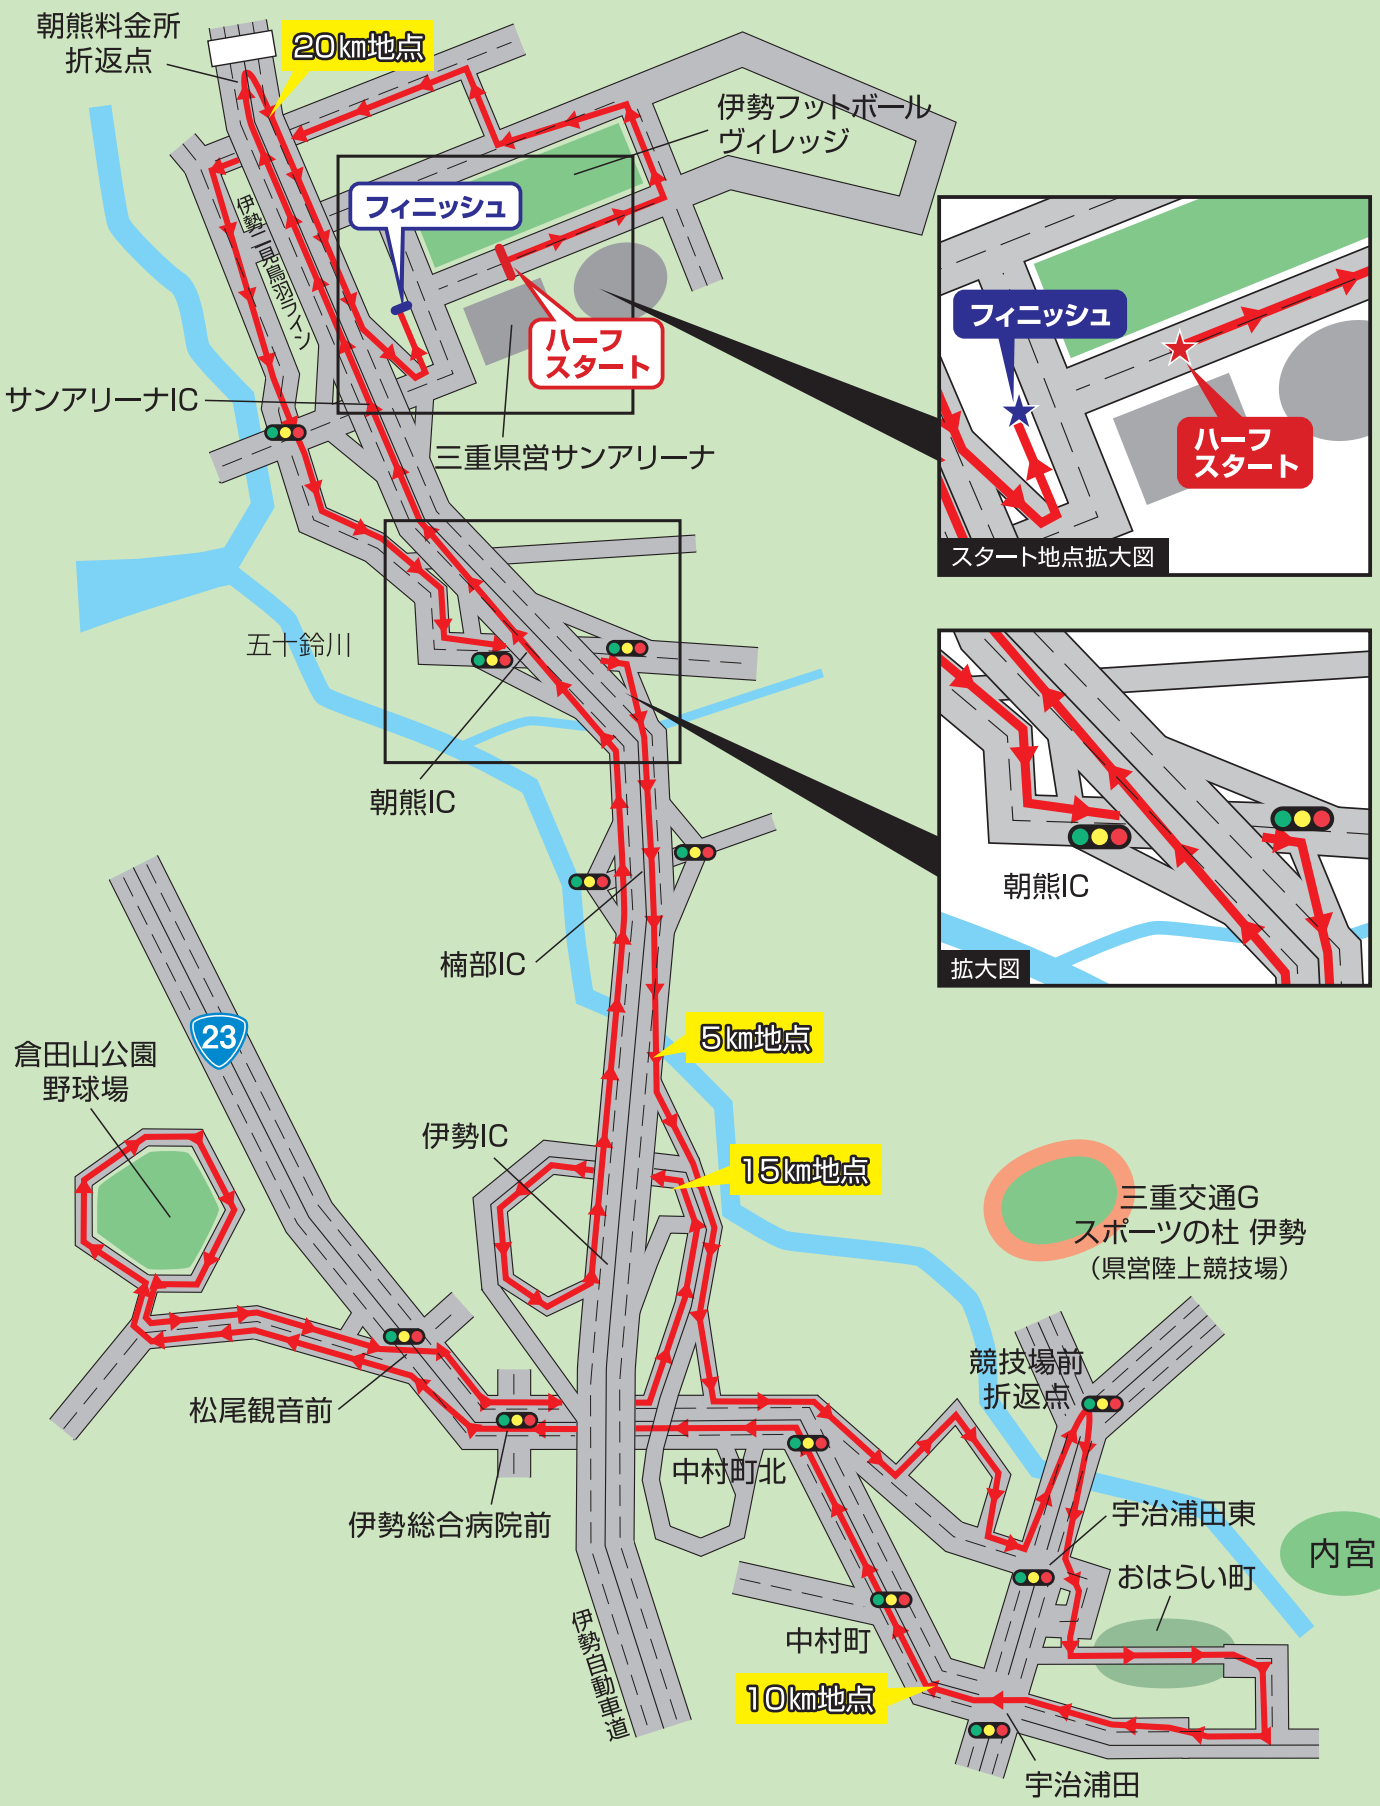 朝熊料金所
折返点
20km地点
伊勢フットボール
ヴィレッジ
フィニッシュ
伊勢二見鳥羽ライン
ハーフ
スタート
サンアリーナIC
三重県営サンアリーナ
フィニッシュ
ハーフ
スタート
スタート地点拡大図
五十鈴川
朝熊IC
朝熊IC
拡大図
楠部IC
23
5km地点
倉田山公園
野球場
伊勢IC
15km地点
三重交通G
スポーツの杜 伊勢
（県営陸上競技場）
競技場前
折返点
松尾観音前
中村町北
伊勢総合病院前
宇治浦田東
内宮
おはらい町
伊勢自動車道
中村町
10km地点
宇治浦田